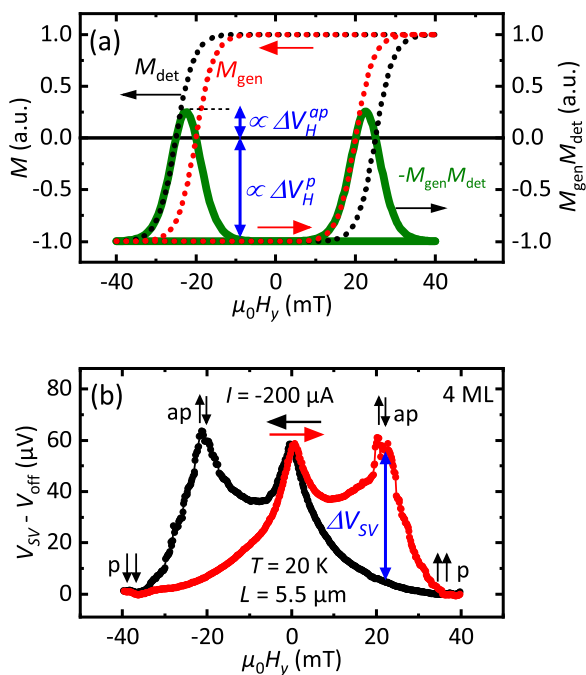 (a)
M_det
M_gen
∝ ΔV_H^ap
∝ ΔV_H^p
-M_gen M_det
M (a.u.)
1.0
0.5
0.0
-0.5
-1.0
M_gen M_det (a.u.)
1.0
0.5
0.0
-0.5
-1.0
-40 -20 0 20 40
μ₀H_y (mT)
(b)
I = -200 μA
4 ML
ap
ap
ΔV_SV
p
p
T = 20 K
L = 5.5 μm
V_SV - V_off (μV)
80
60
40
20
0
-40 -20 0 20 40
μ₀H_y (mT)